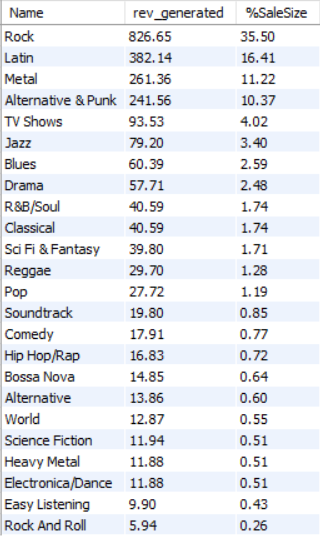 Name rev_generated %SaleSize
Rock 826.65 35.50
Latin 382.14 16.41
Metal 261.36 11.22
Alternative & Punk 241.56 10.37
TV Shows 93.53 4.02
Jazz 79.20 3.40
Blues 60.39 2.59
Drama 57.71 2.48
R&B/Soul 40.59 1.74
Classical 40.59 1.74
Sci Fi & Fantasy 39.80 1.71
Reggae 29.70 1.28
Pop 27.72 1.19
Soundtrack 19.80 0.85
Comedy 17.91 0.77
Hip Hop/Rap 16.83 0.72
Bossa Nova 14.85 0.64
Alternative 13.86 0.60
World 12.87 0.55
Science Fiction 11.94 0.51
Heavy Metal 11.88 0.51
Electronica/Dance 11.88 0.51
Easy Listening 9.90 0.43
Rock And Roll 5.94 0.26